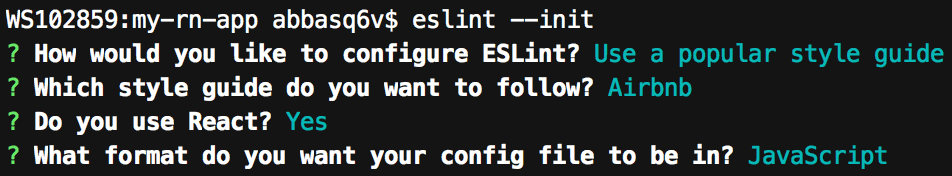 WS102859:my-rn-app abbasq6v$ eslint --init
? How would you like to configure ESLint? Use a popular style guide
? Which style guide do you want to follow? Airbnb
? Do you use React? Yes
? What format do you want your config file to be in? JavaScript